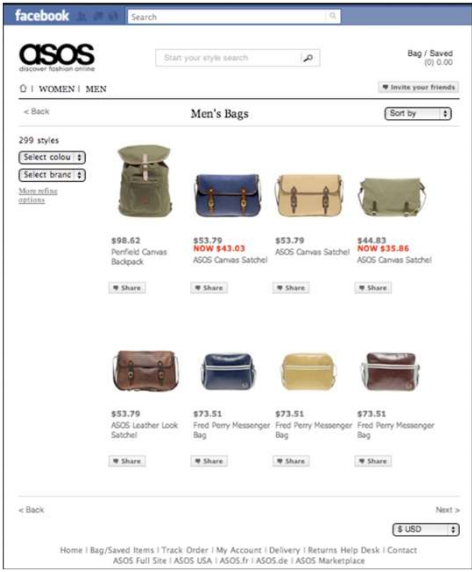 facebook
Search
asos
discover fashion online
Start your style search
Bag / Saved
(0) 0.00
WOMEN | MEN
Invite your friends
< Back
Men's Bags
Sort by
299 styles
Select colou
Select branc
More refine
options
$98.62
Penfield Canvas
Backpack
Share
$53.79
NOW $43.03
ASOS Canvas Satchel
Share
$53.79
ASOS Canvas Satchel
Share
$44.83
NOW $35.86
ASOS Canvas Satchel
Share
$53.79
ASOS Leather Look
Satchel
Share
$73.51
Fred Perry Messenger
Bag
Share
$73.51
Fred Perry Messenger
Bag
Share
$73.51
Fred Perry Messenger
Bag
Share
< Back
Next >
$ USD
Home | Bag/Saved Items | Track Order | My Account | Delivery | Returns Help Desk | Contact
ASOS Full Site | ASOS USA | ASOS.fr | ASOS.de | ASOS Marketplace